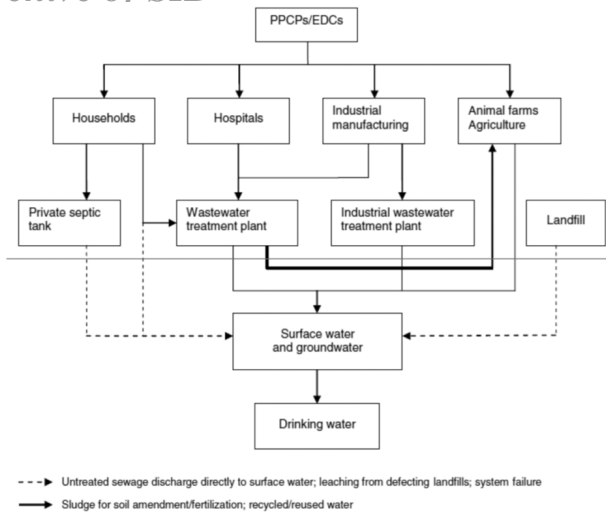 PPCPs/EDCs
Households
Hospitals
Industrial
manufacturing
Animal farms
Agriculture
Private septic
tank
Wastewater
treatment plant
Industrial wastewater
treatment plant
Landfill
Surface water
and groundwater
Drinking water
Untreated sewage discharge directly to surface water; leaching from defecting landfills; system failure
Sludge for soil amendment/fertilization; recycled/reused water